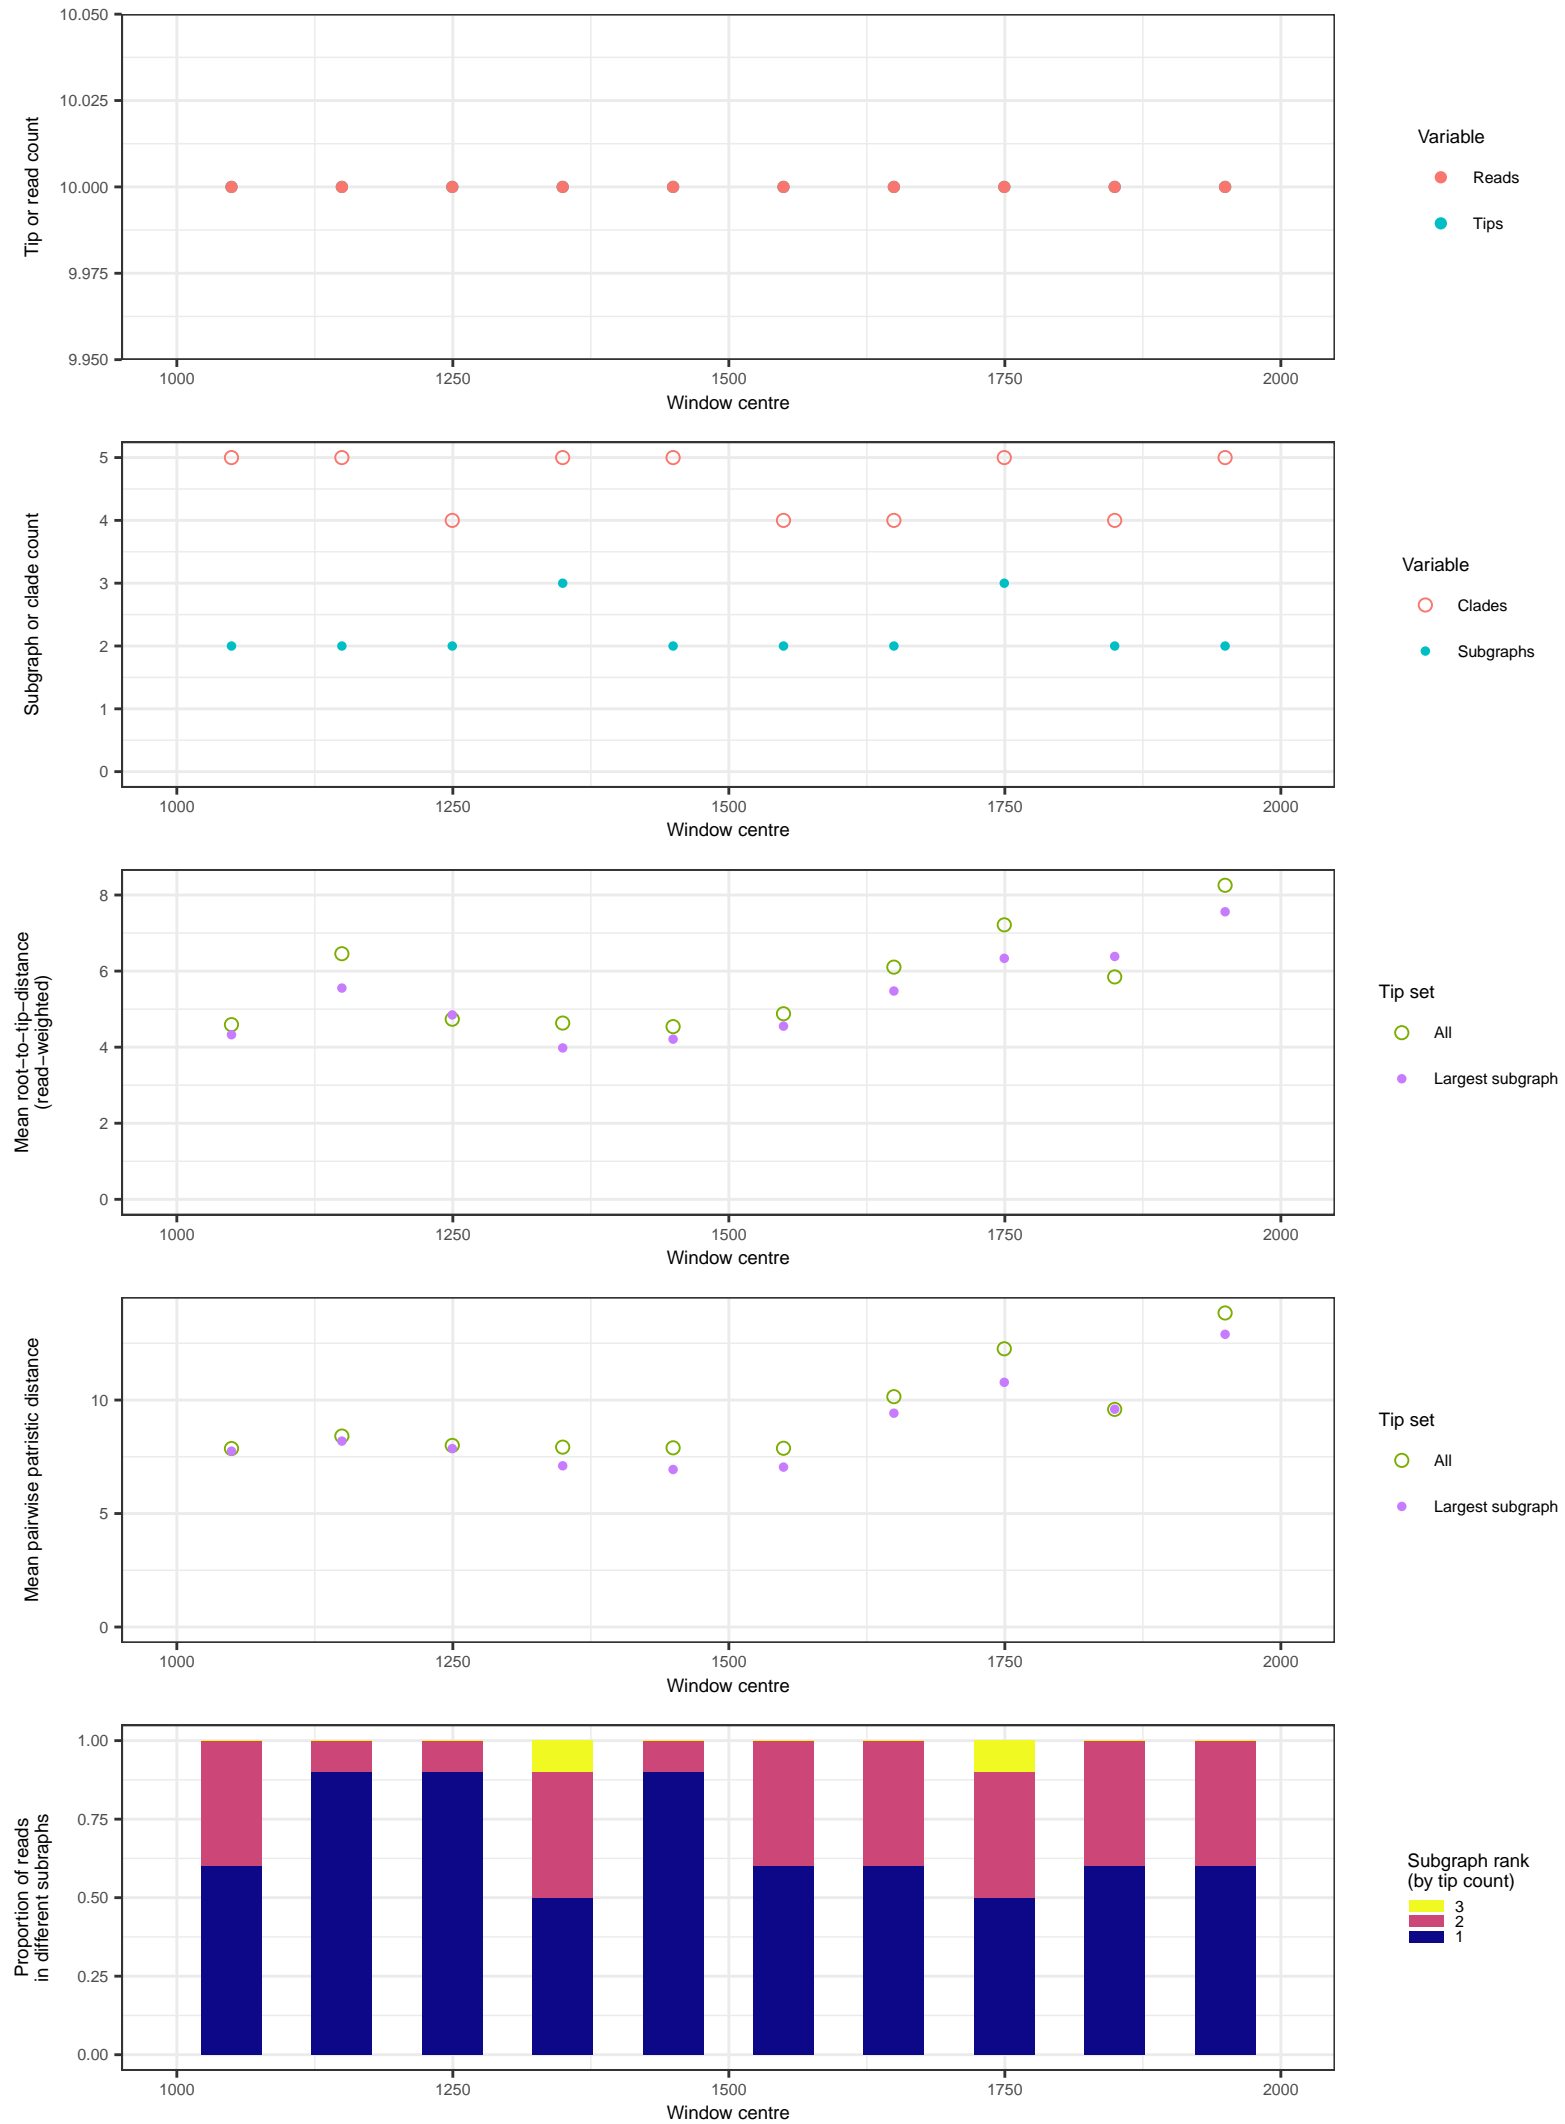 10.050
10.025
10.000
9.975
9.950
Tip or read count
1000 1250 1500 1750 2000
Window centre
Variable
Reads
Tips
5
4
3
2
1
0
Subgraph or clade count
1000 1250 1500 1750 2000
Window centre
Variable
Clades
Subgraphs
8
6
4
2
0
Mean root−to−tip−distance
(read−weighted)
1000 1250 1500 1750 2000
Window centre
Tip set
All
Largest subgraph
10
5
0
Mean pairwise patristic distance
1000 1250 1500 1750 2000
Window centre
Tip set
All
Largest subgraph
1.00
0.75
0.50
0.25
0.00
Proportion of reads
in different subraphs
1000 1250 1500 1750 2000
Window centre
Subgraph rank
(by tip count)
3
2
1